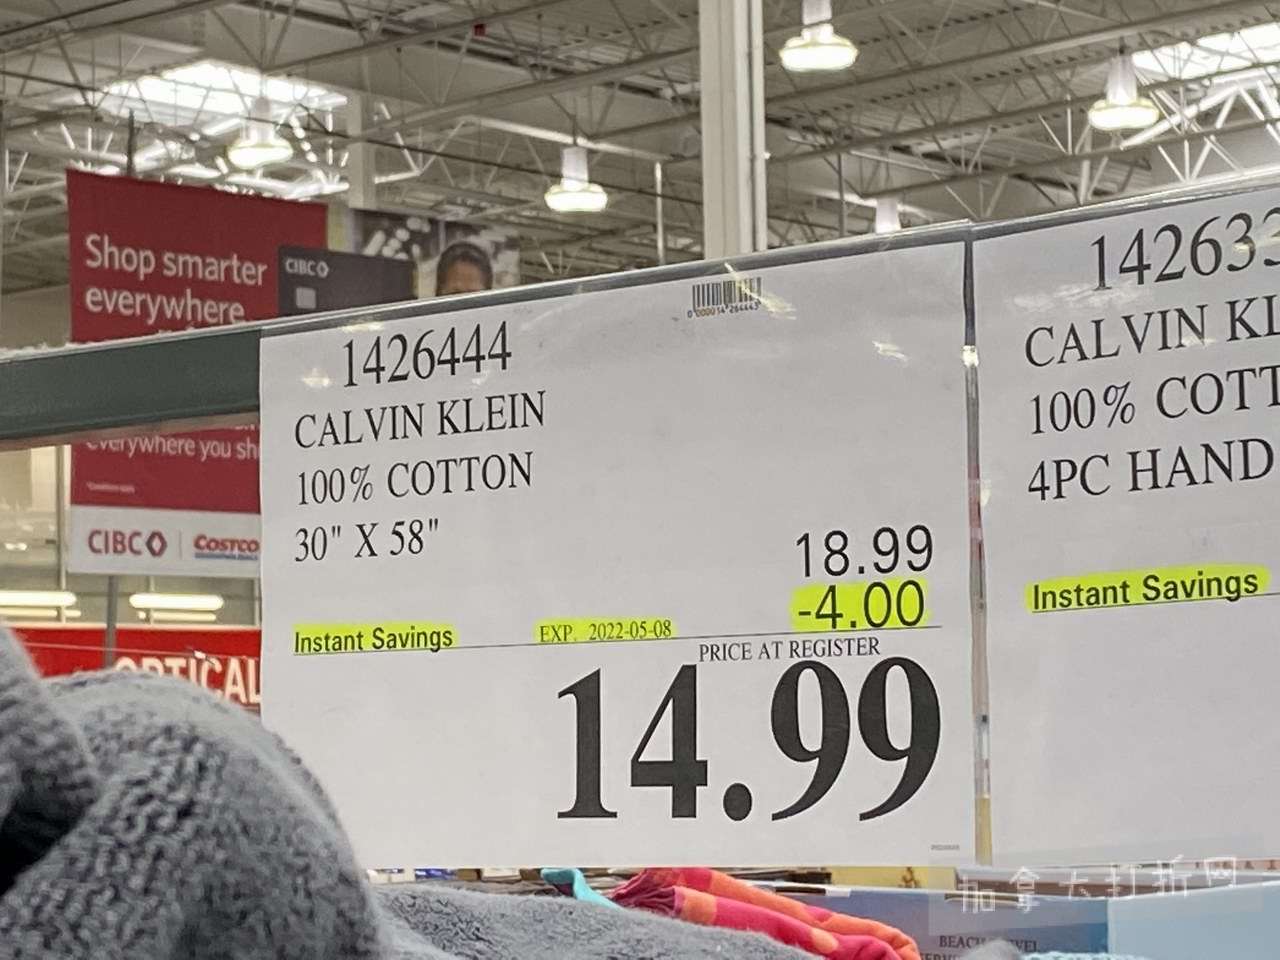 Shop smarter
everywhere
CIBC
everywhere you sh
CIBC | COSTCO
OPTICAL
1426444
CALVIN KLEIN
100% COTTON
30" X 58"
18.99
-4.00
Instant Savings
EXP. 2022-05-08
PRICE AT REGISTER
14.99
142633
CALVIN KL
100% COTT
4PC HAND
Instant Savings
加拿大打折网
BEACH